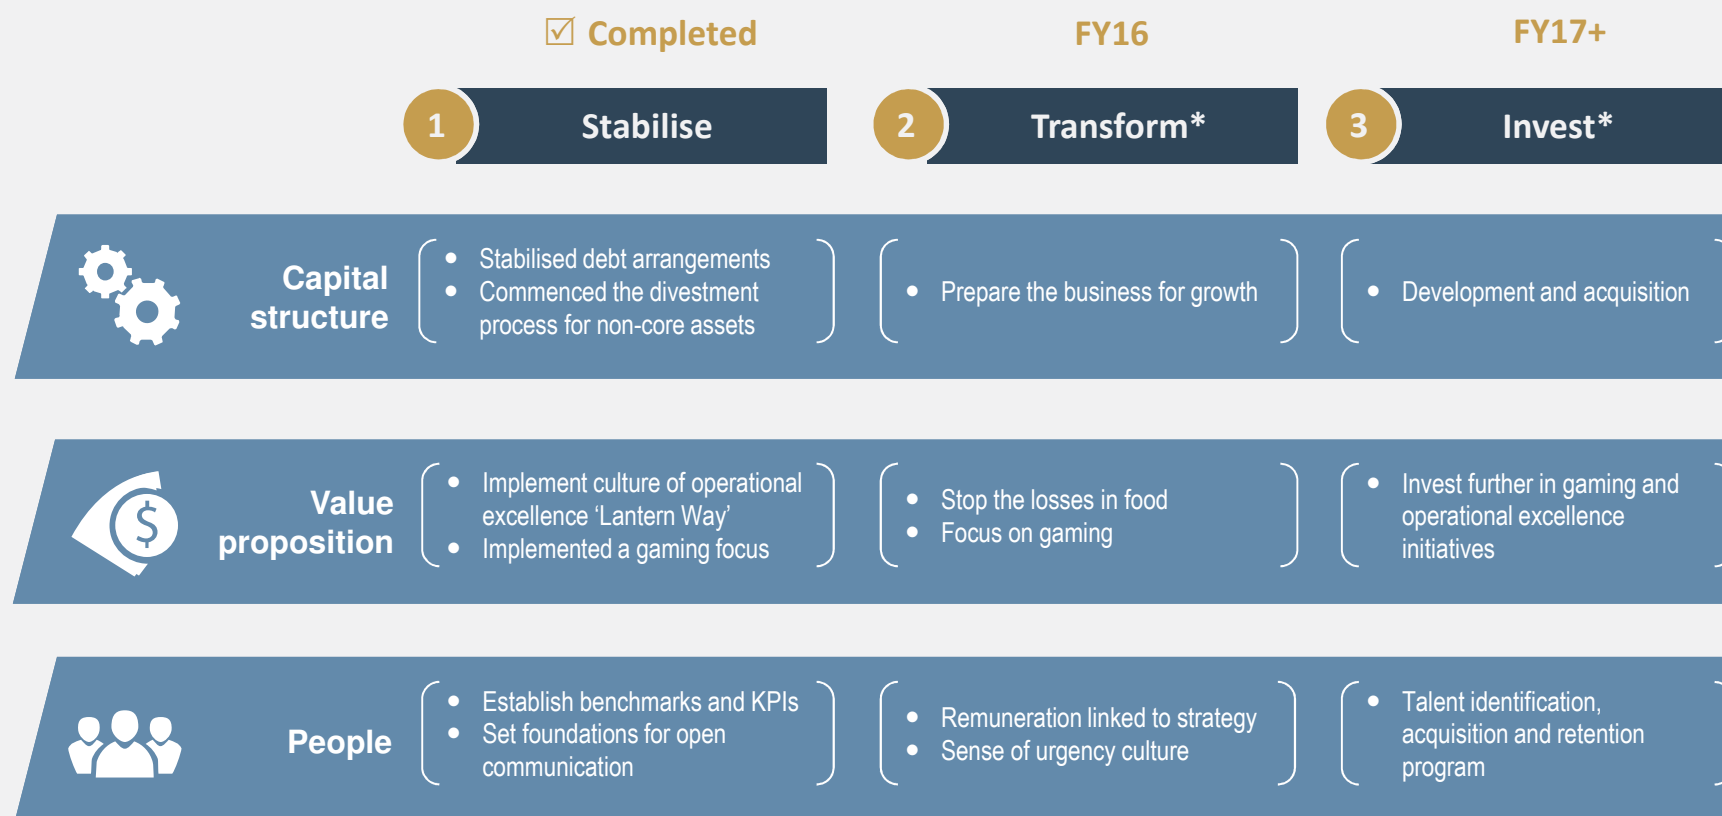 ☑ Completed
FY16
FY17+
1
Stabilise
2
Transform*
3
Invest*
Capital
structure
• Stabilised debt arrangements
• Commenced the divestment
process for non-core assets
• Prepare the business for growth
• Development and acquisition
$
Value
proposition
• Implement culture of operational
excellence ‘Lantern Way’
• Implemented a gaming focus
• Stop the losses in food
• Focus on gaming
• Invest further in gaming and
operational excellence
initiatives
People
• Establish benchmarks and KPIs
• Set foundations for open
communication
• Remuneration linked to strategy
• Sense of urgency culture
• Talent identification,
acquisition and retention
program